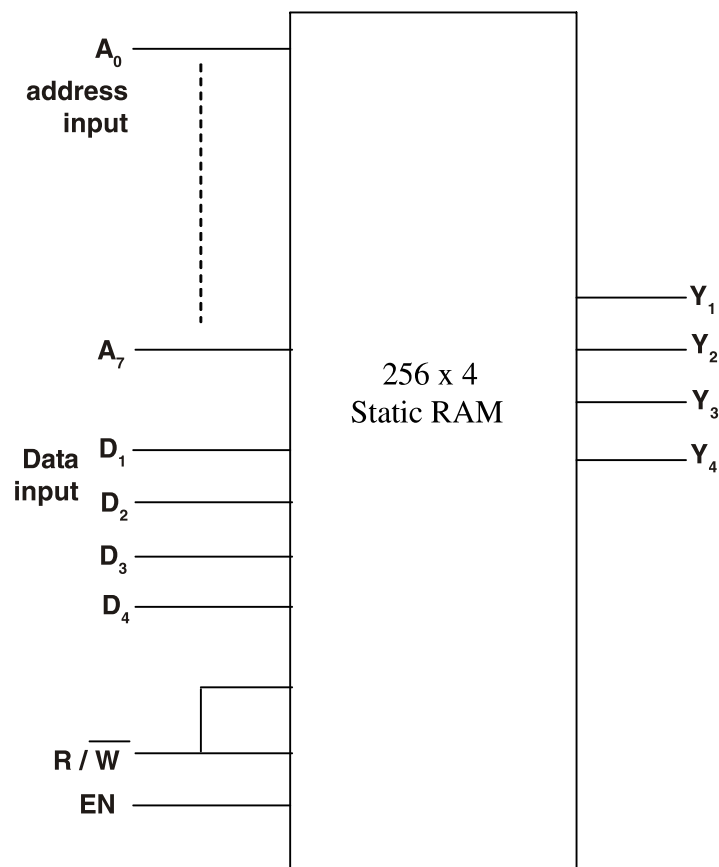 A₀
address
input
A₇
256 x 4
Static RAM
Y₁
Y₂
Y₃
Y₄
Data
input
D₁
D₂
D₃
D₄
R / W̅
EN